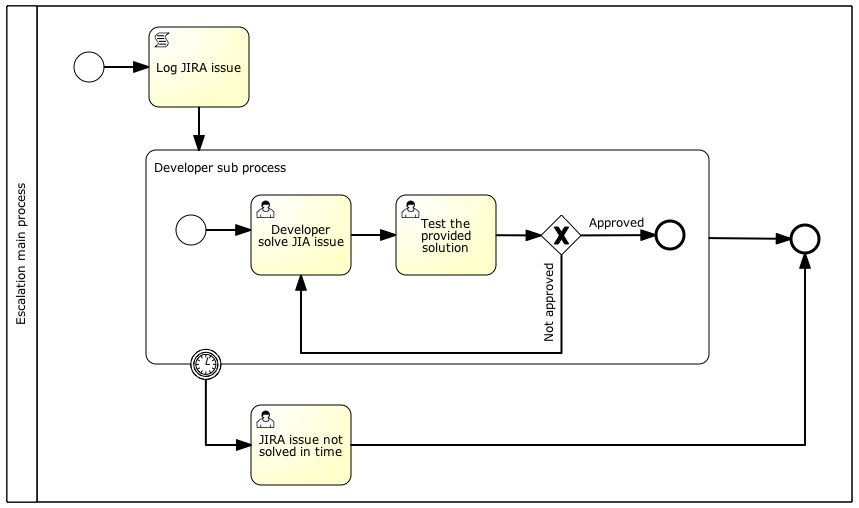 Escalation main process
Log JIRA issue
Developer sub process
Developer
solve JIA issue
Test the
provided
solution
Approved
Not approved
JIRA issue not
solved in time